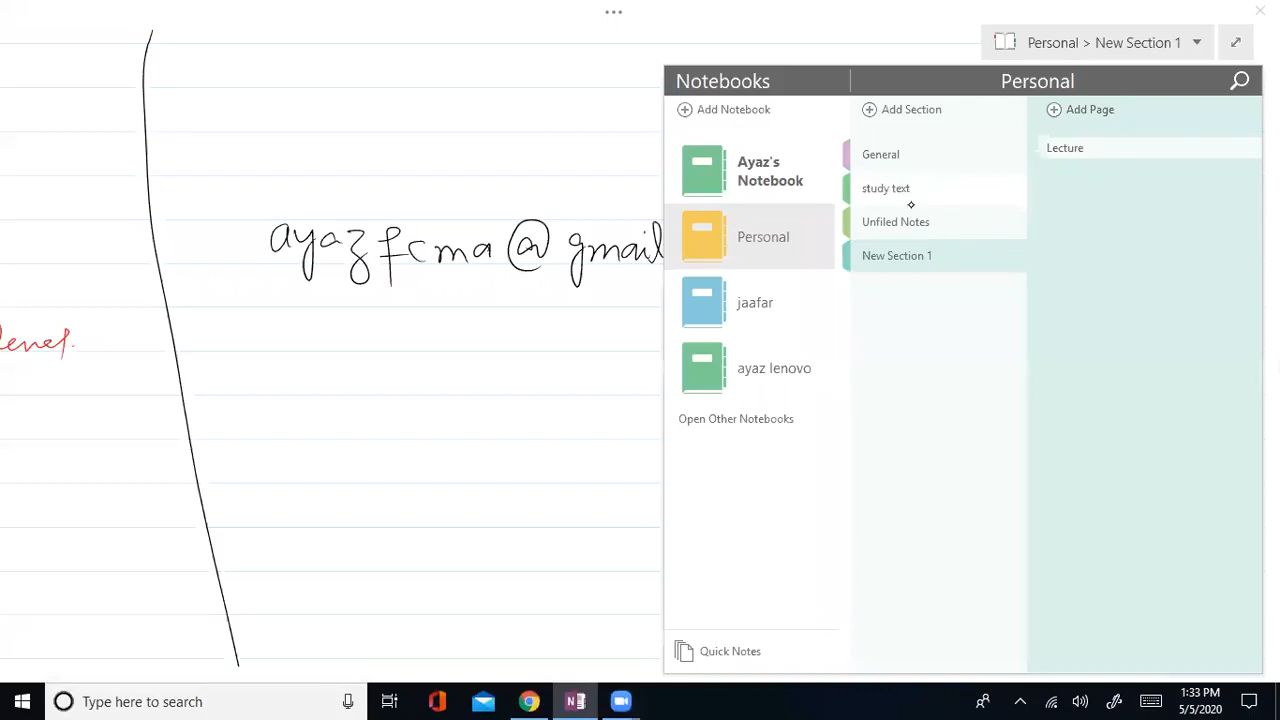 Personal > New Section 1
Notebooks
Personal
Add Notebook
Add Section
Add Page
Ayaz's
Notebook
Personal
jaafar
ayaz lenovo
Open Other Notebooks
Quick Notes
General
study text
Unfiled Notes
New Section 1
Lecture
ayazfcma@gmail
Type here to search
1:33 PM
5/5/2020